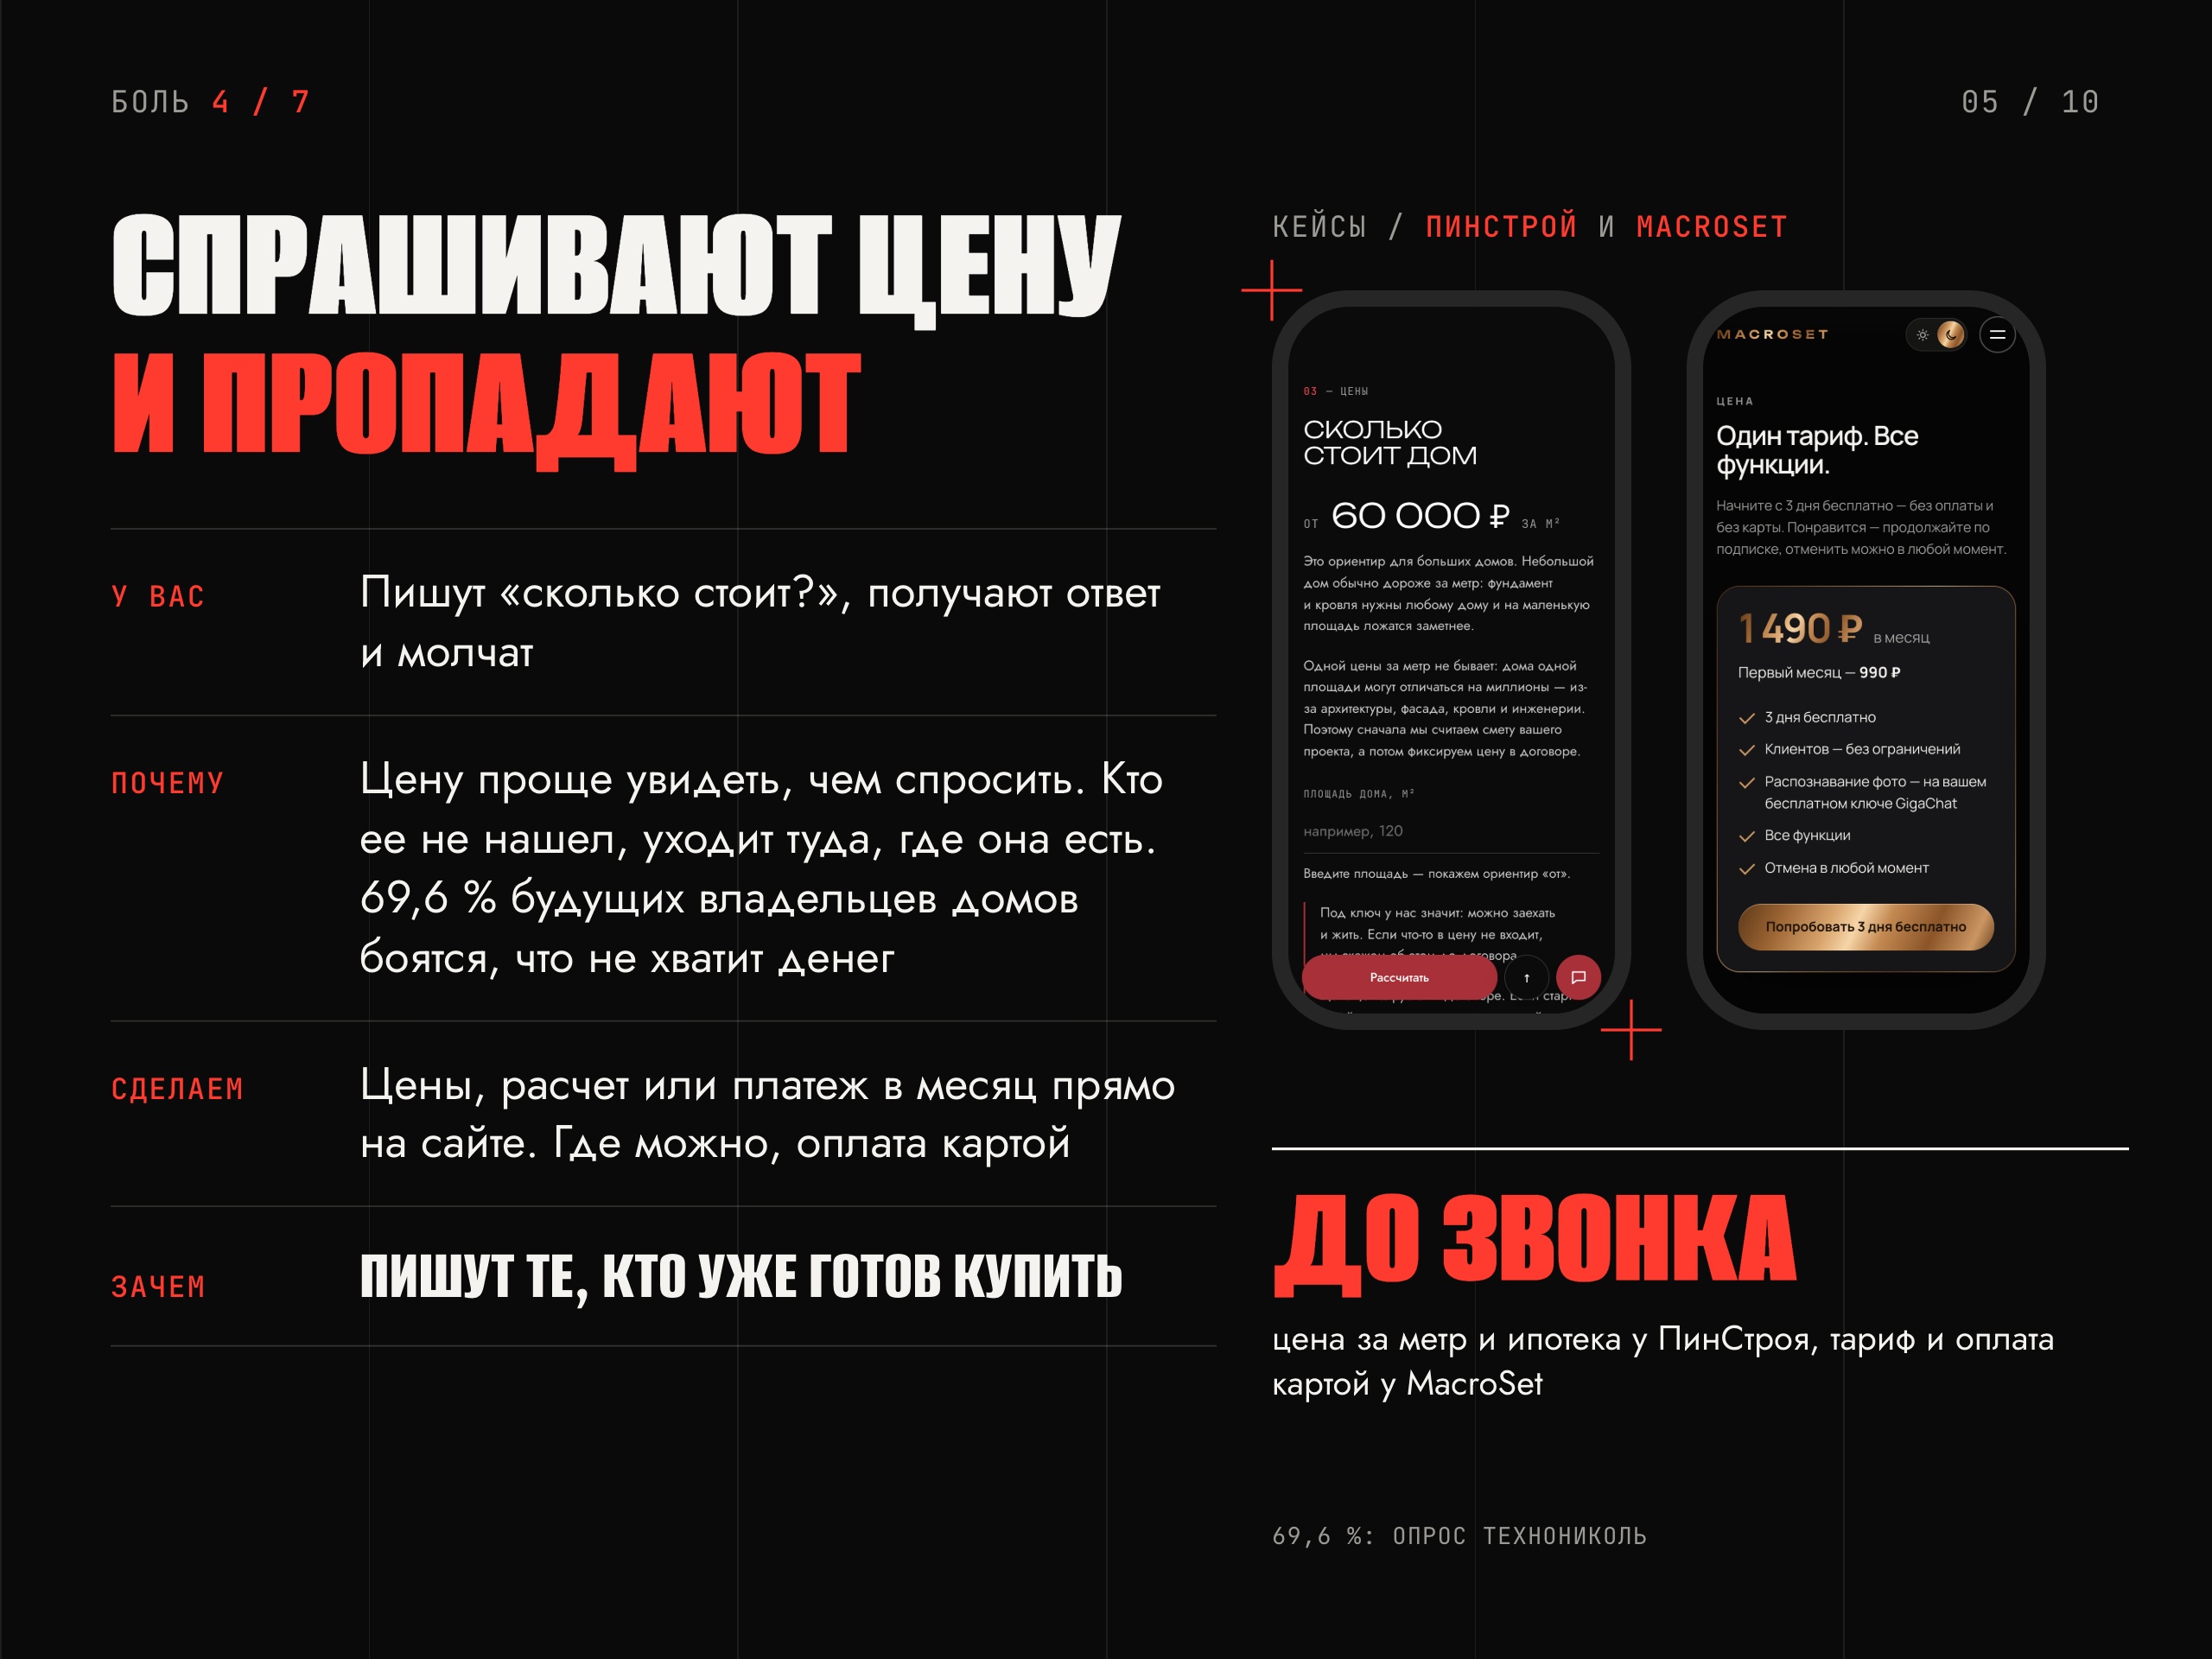 БОЛЬ 4 / 7
05 / 10
СПРАШИВАЮТ ЦЕНУ
И ПРОПАДАЮТ
У ВАС
Пишут «сколько стоит?», получают ответ
и молчат
ПОЧЕМУ
Цену проще увидеть, чем спросить. Кто
ее не нашел, уходит туда, где она есть.
69,6 % будущих владельцев домов
боятся, что не хватит денег
СДЕЛАЕМ
Цены, расчет или платеж в месяц прямо
на сайте. Где можно, оплата картой
ЗАЧЕМ
ПИШУТ ТЕ, КТО УЖЕ ГОТОВ КУПИТЬ
КЕЙСЫ / ПИНСТРОЙ И MACROSET
03 — ЦЕНЫ
СКОЛЬКО
СТОИТ ДОМ
ОТ 60 000 ₽ ЗА М²
Это ориентир для больших домов. Небольшой
дом обычно дороже за метр: фундамент
и кровля нужны любому дому и на маленькую
площадь ложатся заметнее.
Одной цены за метр не бывает: дома одной
площади могут отличаться на миллионы — из-
за архитектуры, фасада, кровли и инженерии.
Поэтому сначала мы считаем смету вашего
проекта, а потом фиксируем цену в договоре.
ПЛОЩАДЬ ДОМА, М²
например, 120
Введите площадь — покажем ориентир «от».
Под ключ у нас значит: можно заехать
и жить. Если что-то в цену не входит,
Рассчитать
MACROSET
ЦЕНА
Один тариф. Все
функции.
Начните с 3 дня бесплатно — без оплаты и
без карты. Понравится — продолжайте по
подписке, отменить можно в любой момент.
1 490 ₽ в месяц
Первый месяц — 990 ₽
3 дня бесплатно
Клиентов — без ограничений
Распознавание фото — на вашем
бесплатном ключе GigaChat
Все функции
Отмена в любой момент
Попробовать 3 дня бесплатно
ДО ЗВОНКА
цена за метр и ипотека у ПинСтроя, тариф и оплата
картой у MacroSet
69,6 %: ОПРОС ТЕХНОНИКОЛЬ